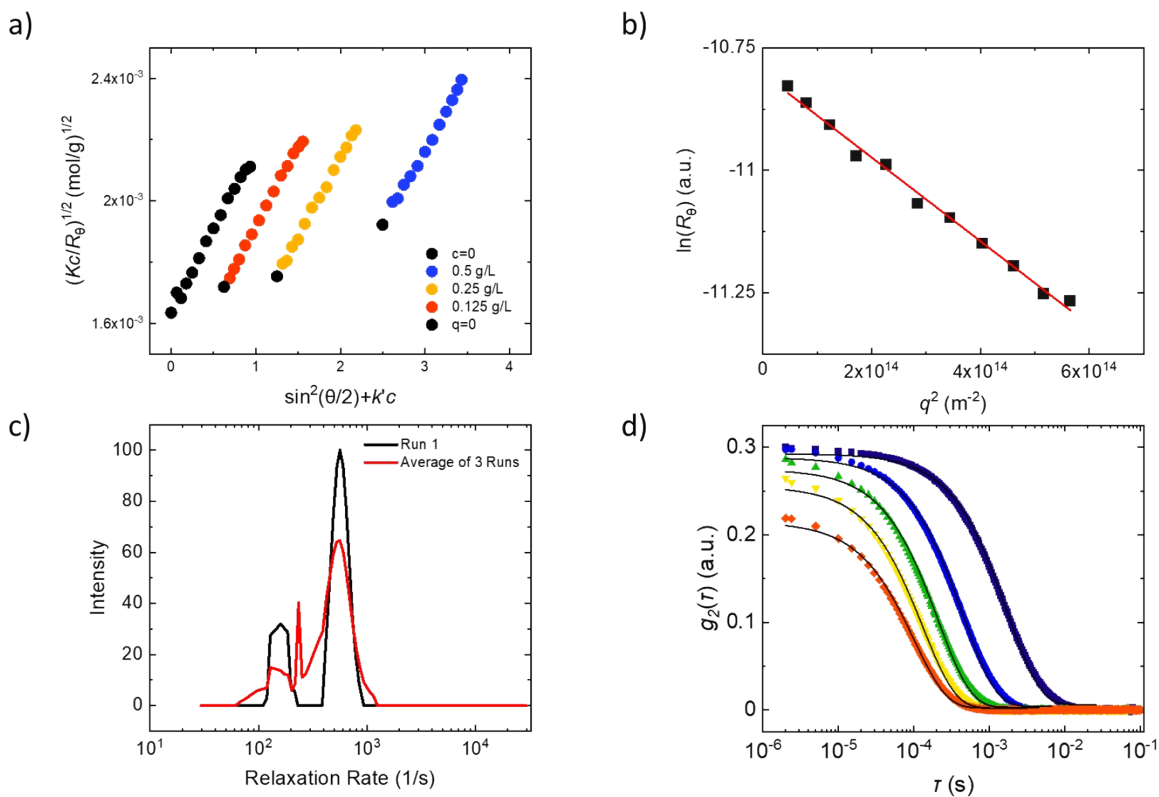 a)
2.4x10⁻³
2x10⁻³
1.6x10⁻³
(Kc/R_θ)^1/2 (mol/g)^1/2
c=0
0.5 g/L
0.25 g/L
0.125 g/L
q=0
0 1 2 3 4
sin²(θ/2)+k'c
b)
-10.75
-11
-11.25
ln(R_θ) (a.u.)
0 2x10¹⁴ 4x10¹⁴ 6x10¹⁴
q² (m⁻²)
c)
100
80
60
40
20
0
Intensity
Run 1
Average of 3 Runs
10¹ 10² 10³ 10⁴
Relaxation Rate (1/s)
d)
0.3
0.2
0.1
0
g₂(τ) (a.u.)
10⁻⁶ 10⁻⁵ 10⁻⁴ 10⁻³ 10⁻² 10⁻¹
τ (s)